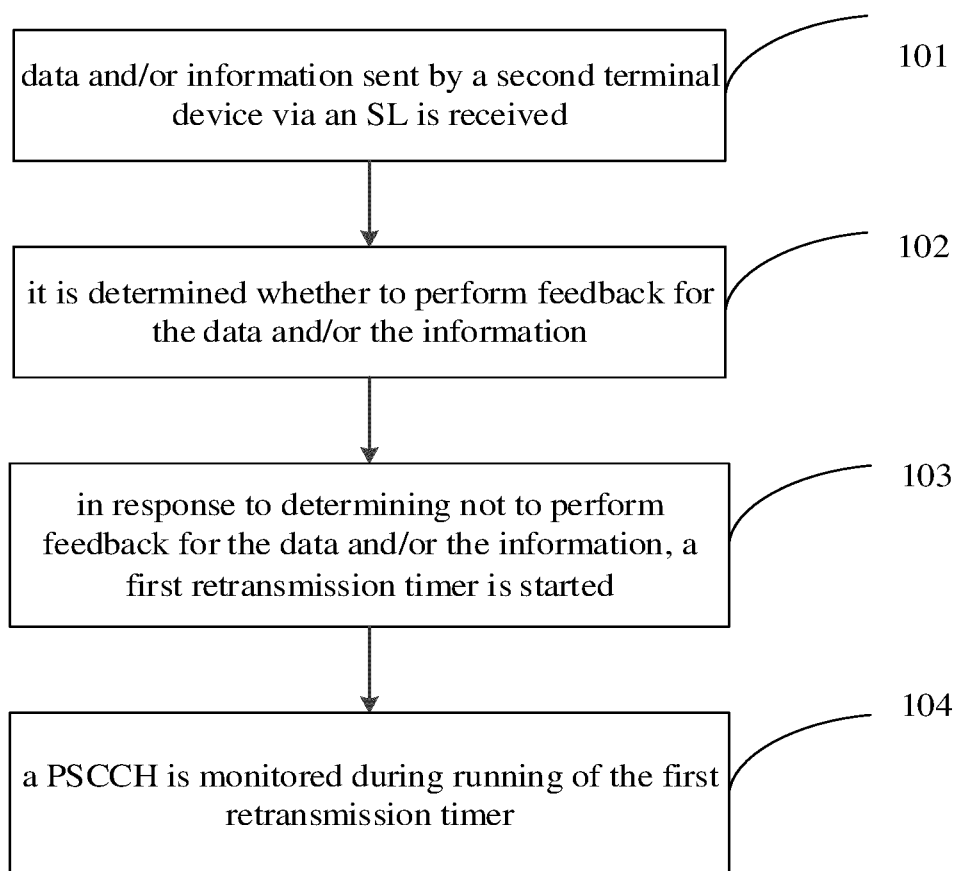 data and/or information sent by a second terminal
device via an SL is received
101
it is determined whether to perform feedback for
the data and/or the information
102
in response to determining not to perform
feedback for the data and/or the information, a
first retransmission timer is started
103
a PSCCH is monitored during running of the first
retransmission timer
104